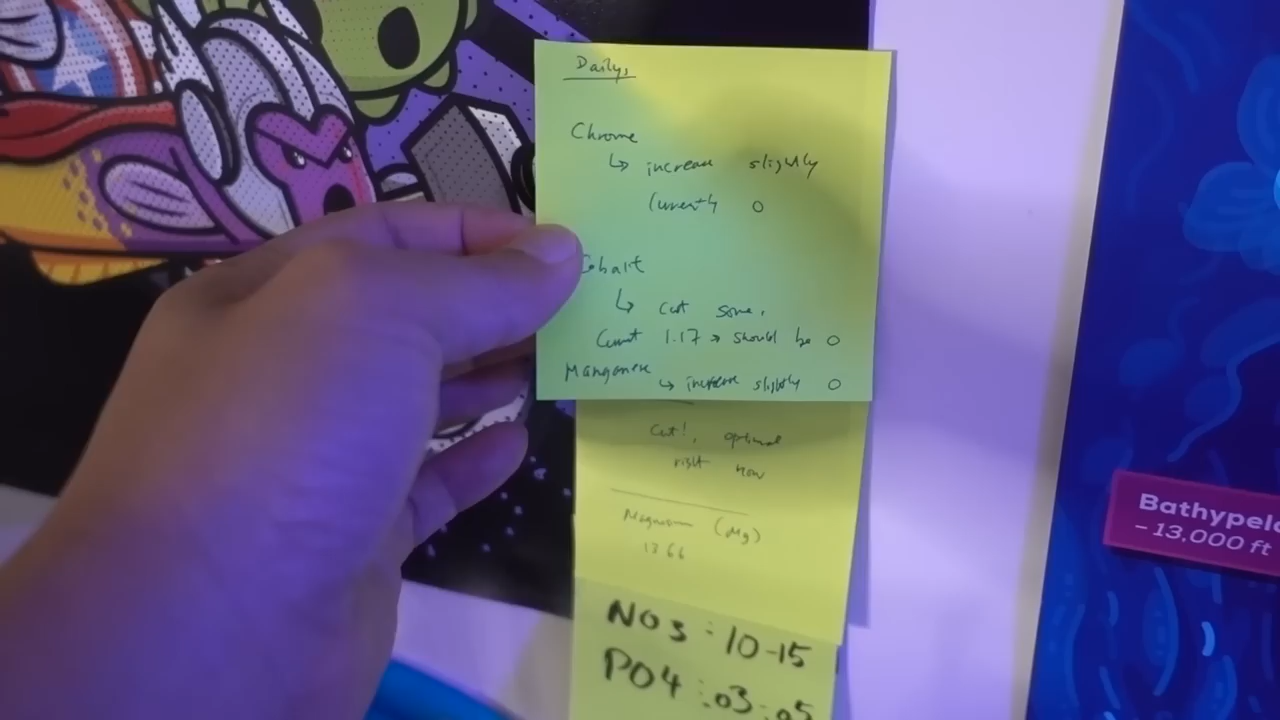 Daily,
Chrome
↳ increase slightly
Currently 0
Cobalt
↳ cut some.
Current 1.17 → should be 0
Manganese ↳ increase slightly 0
Cut!, optimal
right now
Magnesium (Mg)
1366
NO3: 10-15
PO4: .03-.05
Bathypela
- 13,000 ft